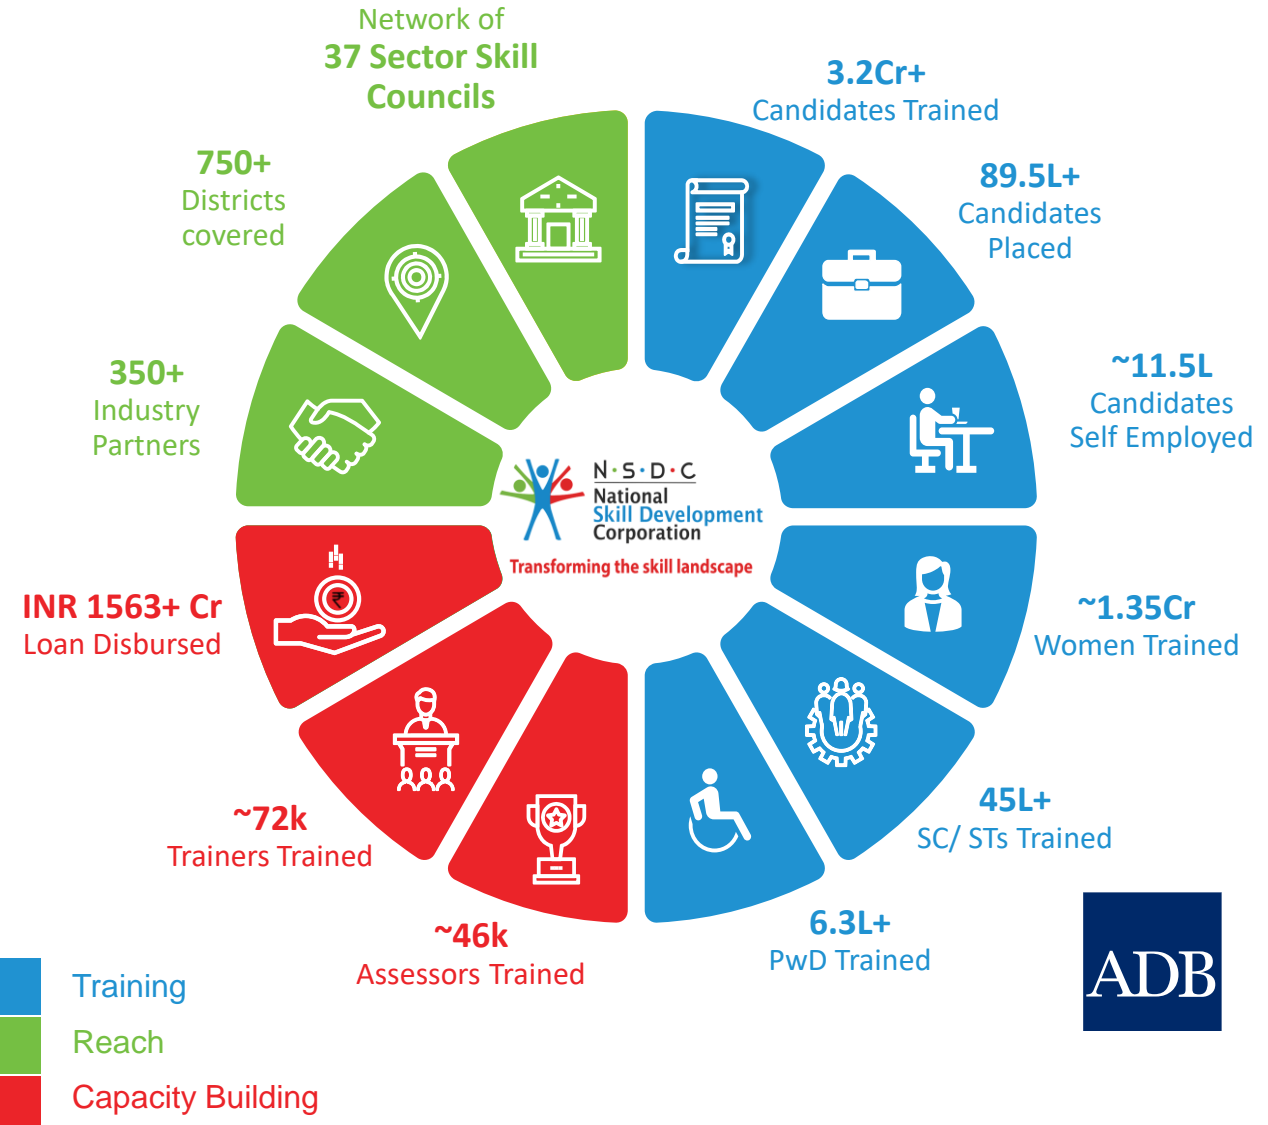 Network of
37 Sector Skill
Councils
3.2Cr+
Candidates Trained
750+
Districts
covered
89.5L+
Candidates
Placed
350+
Industry
Partners
~11.5L
Candidates
Self Employed
N·S·D·C
National
Skill Development
Corporation
Transforming the skill landscape
INR 1563+ Cr
Loan Disbursed
₹
~1.35Cr
Women Trained
~72k
Trainers Trained
45L+
SC/ STs Trained
~46k
Assessors Trained
6.3L+
PwD Trained
ADB
Training
Reach
Capacity Building